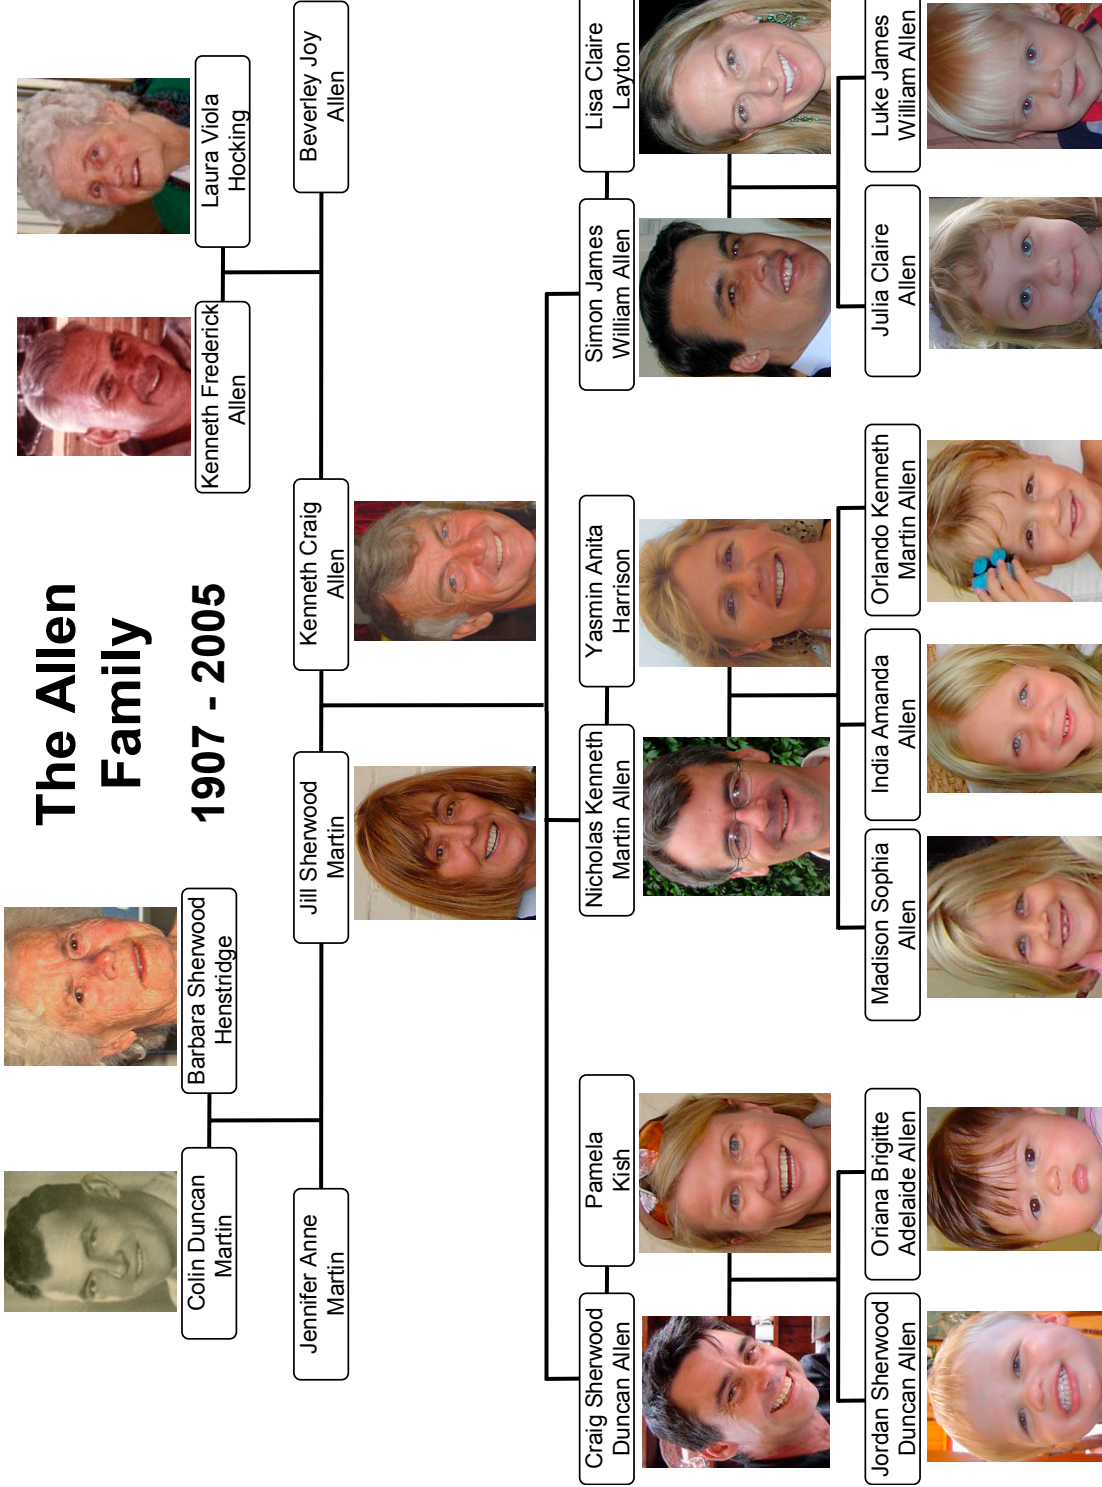 The Allen
Family
1907 - 2005
Colin Duncan
Martin
Barbara Sherwood
Henstridge
Kenneth Frederick
Allen
Laura Viola
Hocking
Jennifer Anne
Martin
Jill Sherwood
Martin
Kenneth Craig
Allen
Beverley Joy
Allen
Craig Sherwood
Duncan Allen
Pamela
Kish
Nicholas Kenneth
Martin Allen
Yasmin Anita
Harrison
Simon James
William Allen
Lisa Claire
Layton
Jordan Sherwood
Duncan Allen
Oriana Brigitte
Adelaide Allen
Madison Sophia
Allen
India Amanda
Allen
Orlando Kenneth
Martin Allen
Julia Claire
Allen
Luke James
William Allen